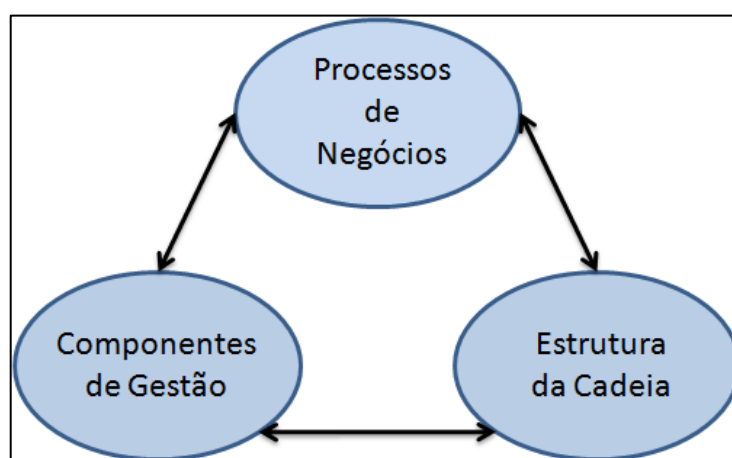 Processos
de
Negócios
Componentes
de Gestão
Estrutura
da Cadeia